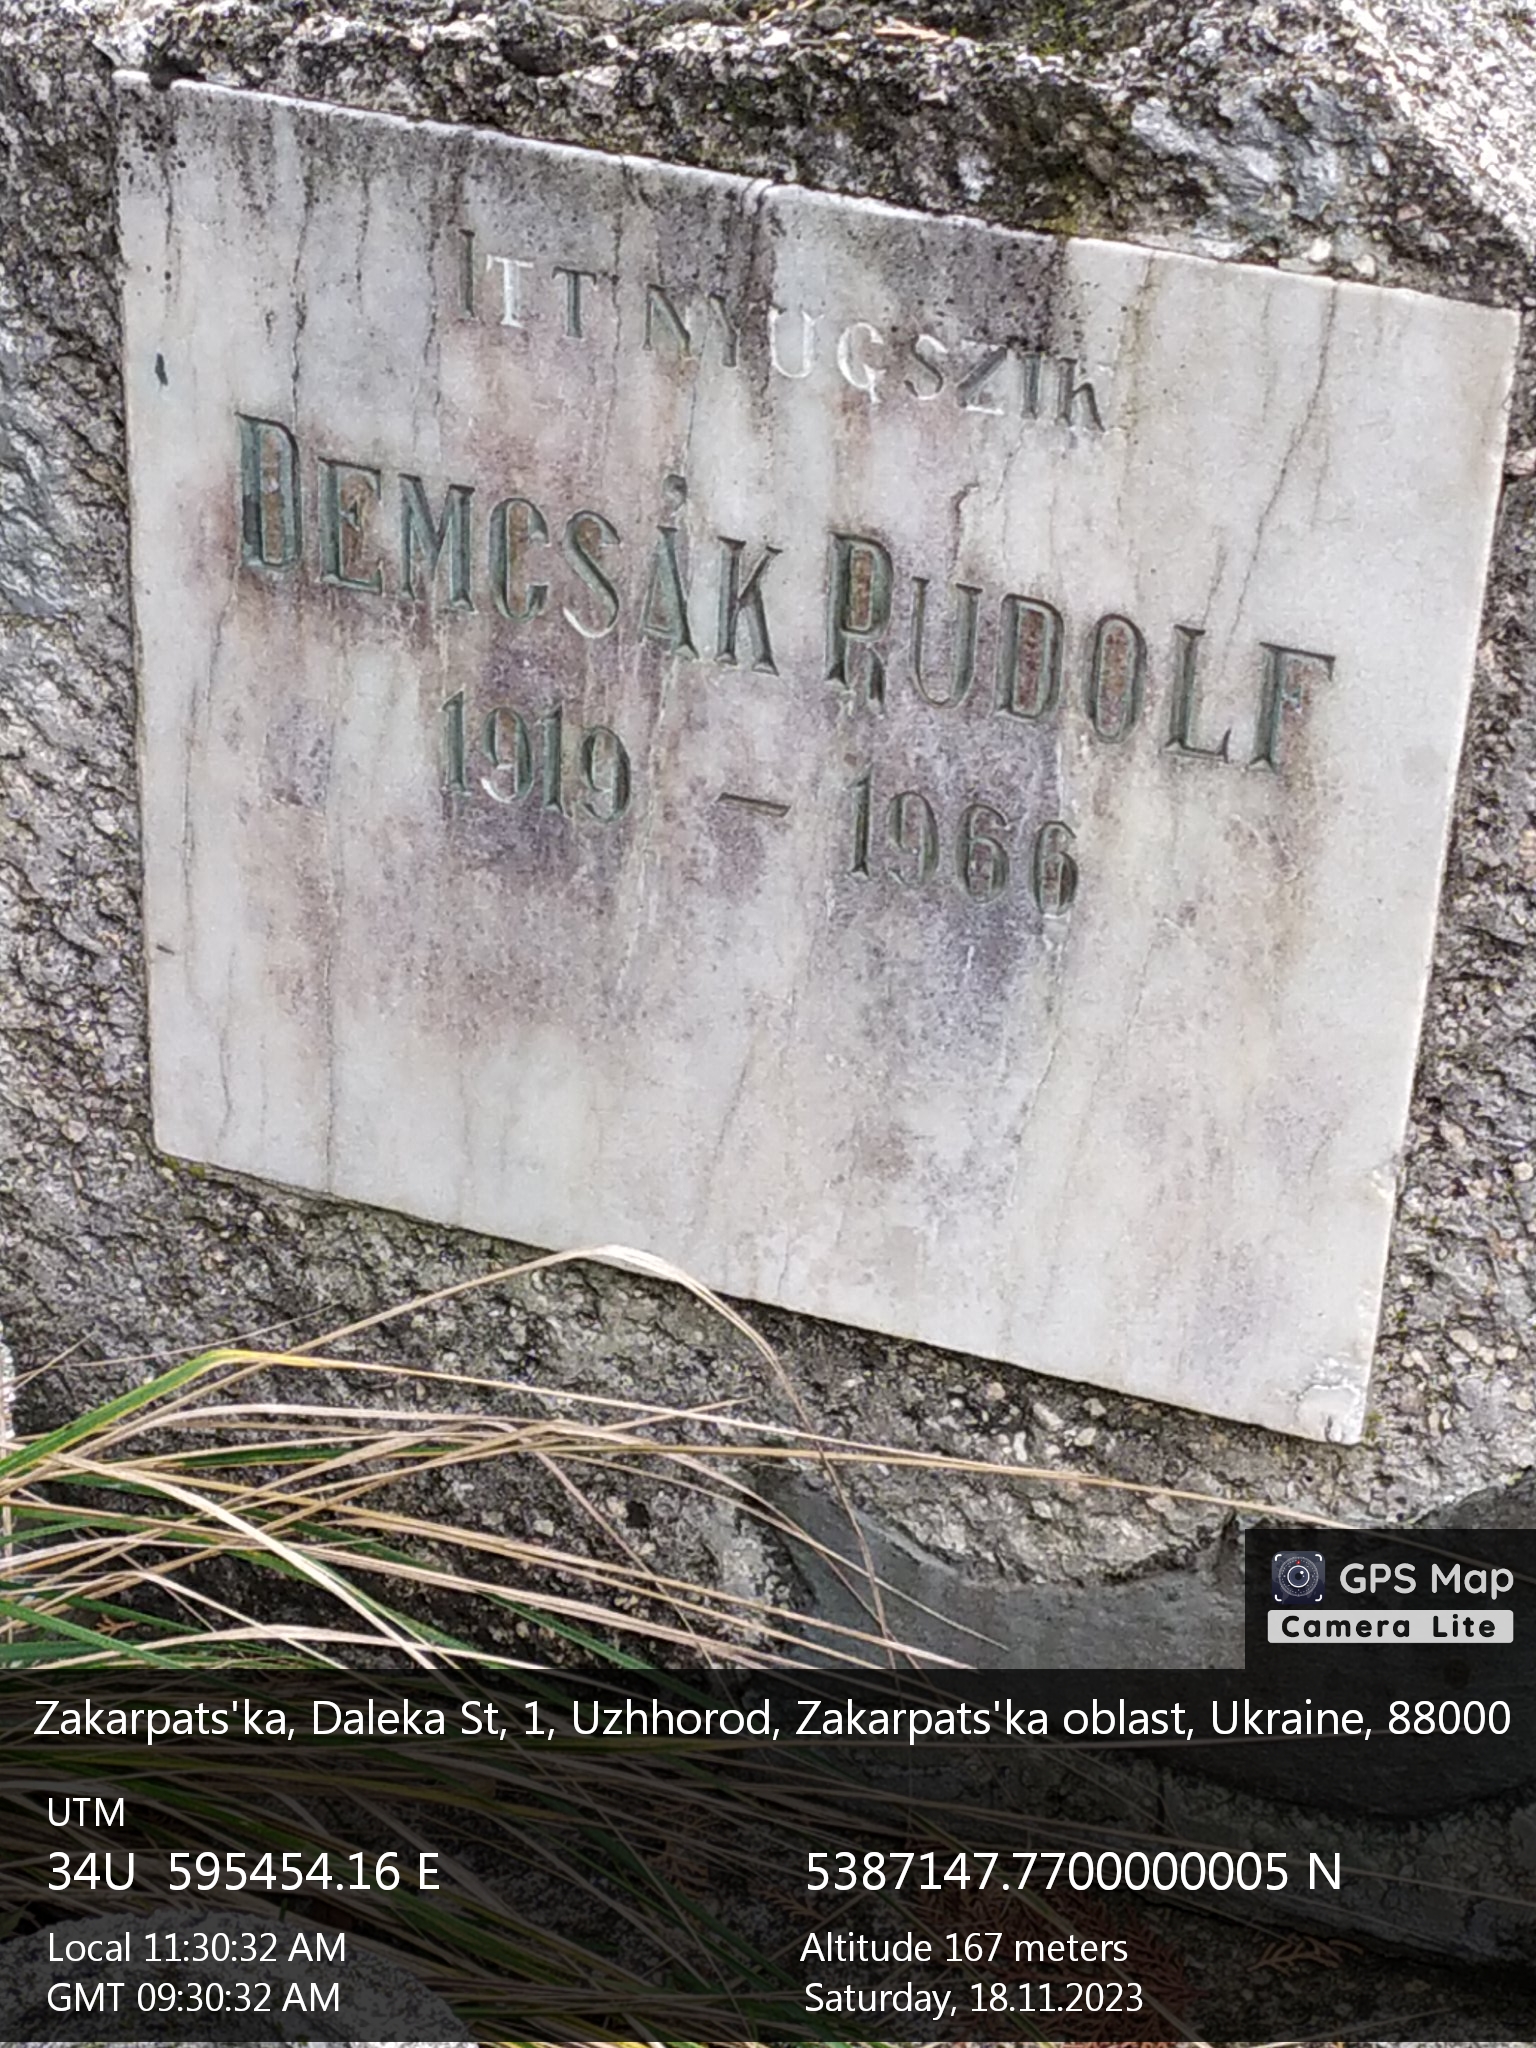 ITT NYUGSZIK
DEMCSÁK RUDOLF
1919 — 1966
GPS Map
Camera Lite
Zakarpats'ka, Daleka St, 1, Uzhhorod, Zakarpats'ka oblast, Ukraine, 88000
UTM
34U 595454.16 E 5387147.7700000005 N
Local 11:30:32 AM Altitude 167 meters
GMT 09:30:32 AM Saturday, 18.11.2023